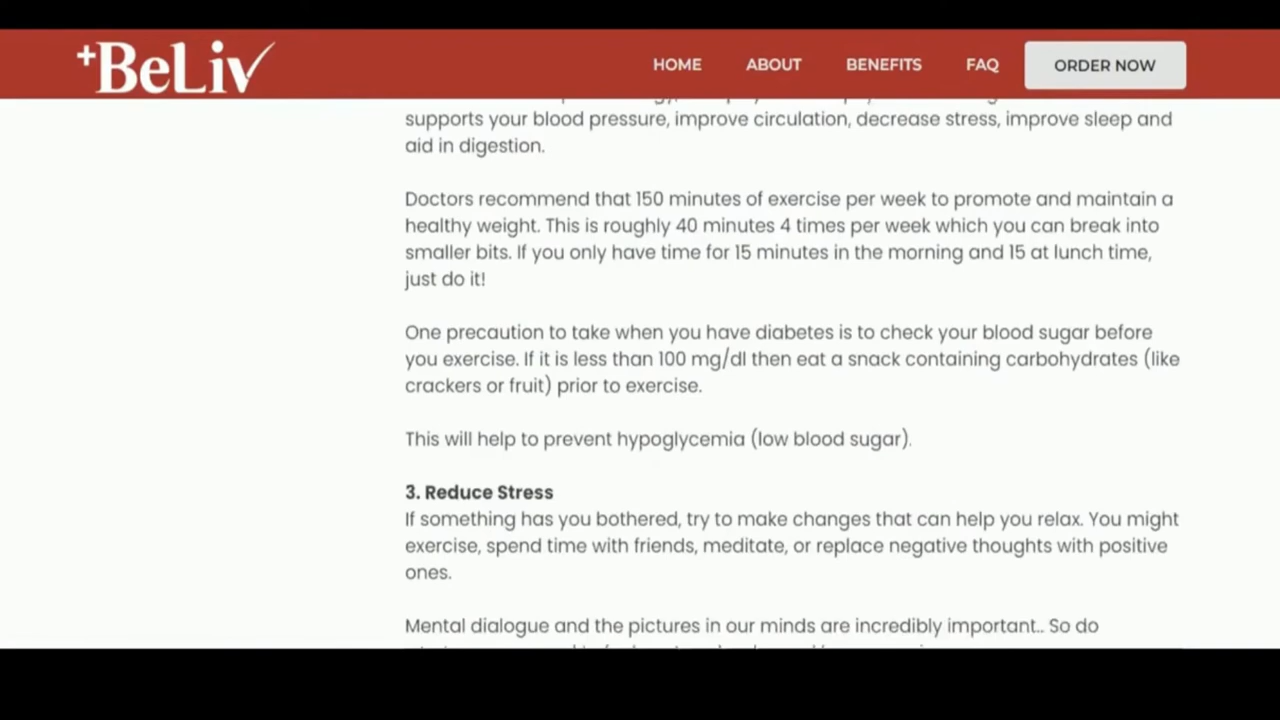 +BeLiv
HOME ABOUT BENEFITS FAQ ORDER NOW
supports your blood pressure, improve circulation, decrease stress, improve sleep and
aid in digestion.
Doctors recommend that 150 minutes of exercise per week to promote and maintain a
healthy weight. This is roughly 40 minutes 4 times per week which you can break into
smaller bits. If you only have time for 15 minutes in the morning and 15 at lunch time,
just do it!
One precaution to take when you have diabetes is to check your blood sugar before
you exercise. If it is less than 100 mg/dl then eat a snack containing carbohydrates (like
crackers or fruit) prior to exercise.
This will help to prevent hypoglycemia (low blood sugar).
3. Reduce Stress
If something has you bothered, try to make changes that can help you relax. You might
exercise, spend time with friends, meditate, or replace negative thoughts with positive
ones.
Mental dialogue and the pictures in our minds are incredibly important.. So do